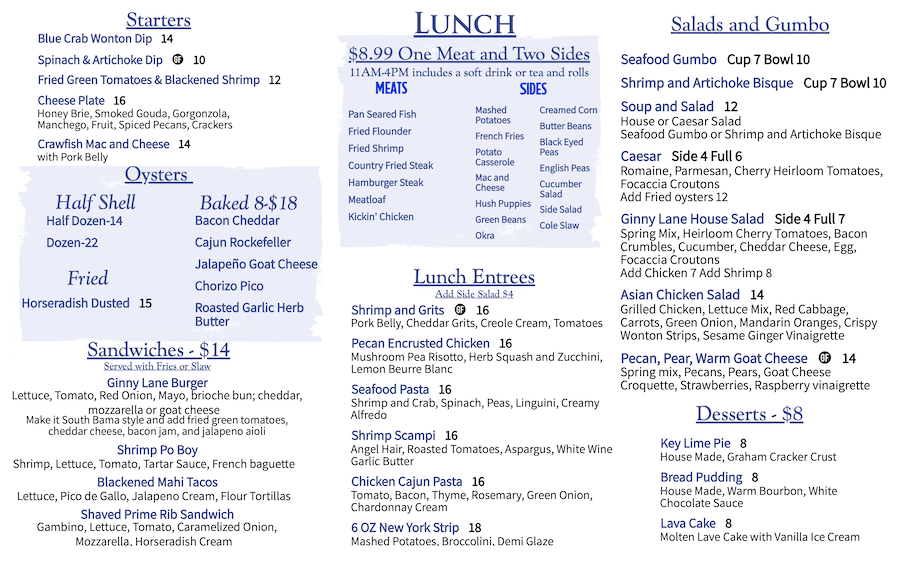 Starters
Blue Crab Wonton Dip 14
Spinach & Artichoke Dip GF 10
Fried Green Tomatoes & Blackened Shrimp 12
Cheese Plate 16
Honey Brie, Smoked Gouda, Gorgonzola,
Manchego, Fruit, Spiced Pecans, Crackers
Crawfish Mac and Cheese 14
with Pork Belly
Oysters
Half Shell
Half Dozen-14
Dozen-22
Fried
Horseradish Dusted 15
Baked 8-$18
Bacon Cheddar
Cajun Rockefeller
Jalapeño Goat Cheese
Chorizo Pico
Roasted Garlic Herb
Butter
Sandwiches - $14
Served with Fries or Slaw
Ginny Lane Burger
Lettuce, Tomato, Red Onion, Mayo, brioche bun; cheddar,
mozzarella or goat cheese
Make it South Bama style and add fried green tomatoes,
cheddar cheese, bacon jam, and jalapeno aioli
Shrimp Po Boy
Shrimp, Lettuce, Tomato, Tartar Sauce, French baguette
Blackened Mahi Tacos
Lettuce, Pico de Gallo, Jalapeno Cream, Flour Tortillas
Shaved Prime Rib Sandwich
Gambino, Lettuce, Tomato, Caramelized Onion,
Mozzarella, Horseradish Cream
LUNCH
$8.99 One Meat and Two Sides
11AM-4PM includes a soft drink or tea and rolls
MEATS
Pan Seared Fish
Fried Flounder
Fried Shrimp
Country Fried Steak
Hamburger Steak
Meatloaf
Kickin' Chicken
SIDES
Mashed
Potatoes
French Fries
Potato
Casserole
Mac and
Cheese
Hush Puppies
Green Beans
Okra
Creamed Corn
Butter Beans
Black Eyed
Peas
English Peas
Cucumber
Salad
Side Salad
Cole Slaw
Lunch Entrees
Add Side Salad $4
Shrimp and Grits GF 16
Pork Belly, Cheddar Grits, Creole Cream, Tomatoes
Pecan Encrusted Chicken 16
Mushroom Pea Risotto, Herb Squash and Zucchini,
Lemon Beurre Blanc
Seafood Pasta 16
Shrimp and Crab, Spinach, Peas, Linguini, Creamy
Alfredo
Shrimp Scampi 16
Angel Hair, Roasted Tomatoes, Aspargus, White Wine
Garlic Butter
Chicken Cajun Pasta 16
Tomato, Bacon, Thyme, Rosemary, Green Onion,
Chardonnay Cream
6 OZ New York Strip 18
Mashed Potatoes, Broccolini, Demi Glaze
Salads and Gumbo
Seafood Gumbo Cup 7 Bowl 10
Shrimp and Artichoke Bisque Cup 7 Bowl 10
Soup and Salad 12
House or Caesar Salad
Seafood Gumbo or Shrimp and Artichoke Bisque
Caesar Side 4 Full 6
Romaine, Parmesan, Cherry Heirloom Tomatoes,
Focaccia Croutons
Add Fried oysters 12
Ginny Lane House Salad Side 4 Full 7
Spring Mix, Heirloom Cherry Tomatoes, Bacon
Crumbles, Cucumber, Cheddar Cheese, Egg,
Focaccia Croutons
Add Chicken 7 Add Shrimp 8
Asian Chicken Salad 14
Grilled Chicken, Lettuce Mix, Red Cabbage,
Carrots, Green Onion, Mandarin Oranges, Crispy
Wonton Strips, Sesame Ginger Vinaigrette
Pecan, Pear, Warm Goat Cheese GF 14
Spring mix, Pecans, Pears, Goat Cheese
Croquette, Strawberries, Raspberry vinaigrette
Desserts - $8
Key Lime Pie 8
House Made, Graham Cracker Crust
Bread Pudding 8
House Made, Warm Bourbon, White
Chocolate Sauce
Lava Cake 8
Molten Lave Cake with Vanilla Ice Cream